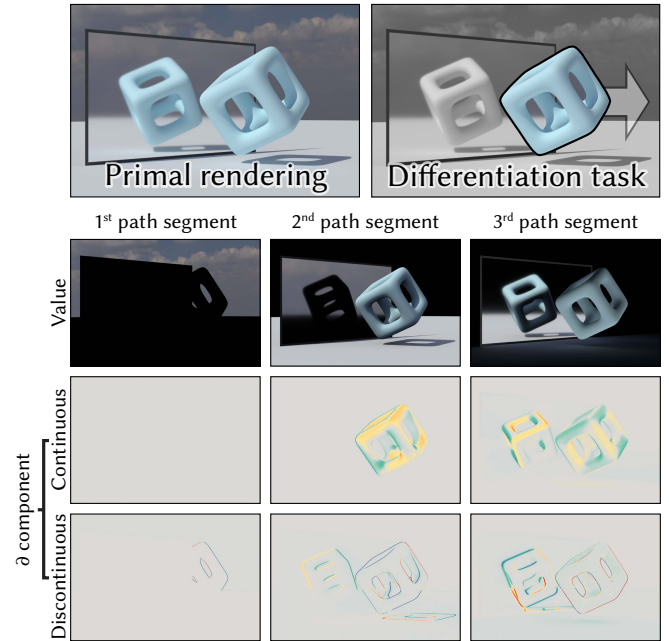 Primal rendering
Differentiation task
1st path segment
2nd path segment
3rd path segment
Value
Continuous
∂ component
Discontinuous